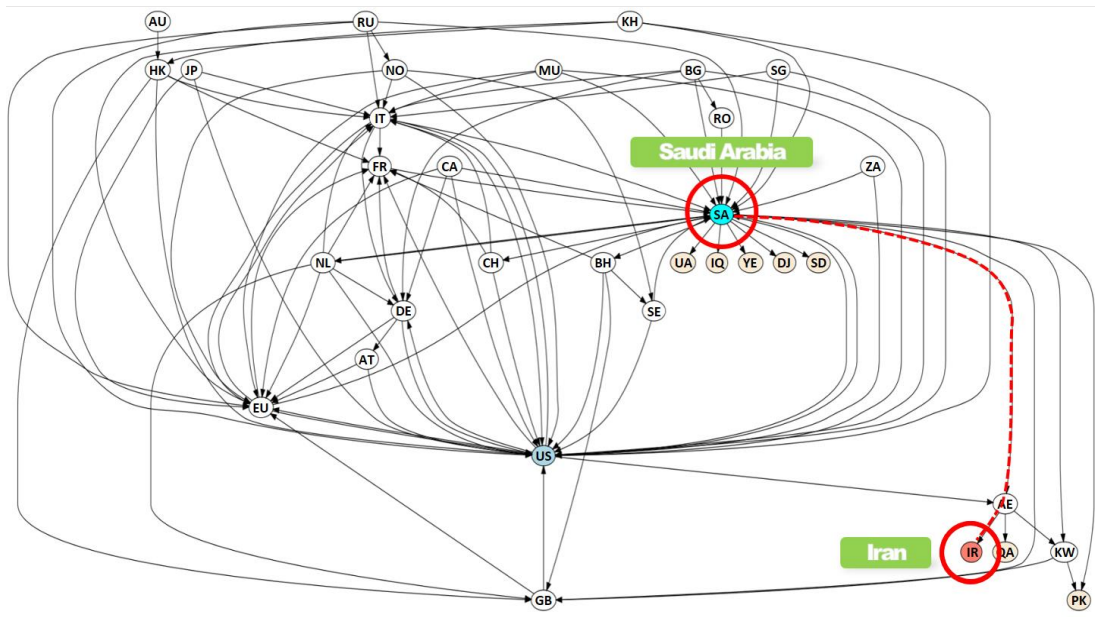 AU RU KH
HK JP NO MU BG SG
IT RO
Saudi Arabia
FR CA ZA
SA
NL CH BH UA IQ YE DJ SD
DE SE
AT
EU
US
AE
Iran IR QA KW
GB PK